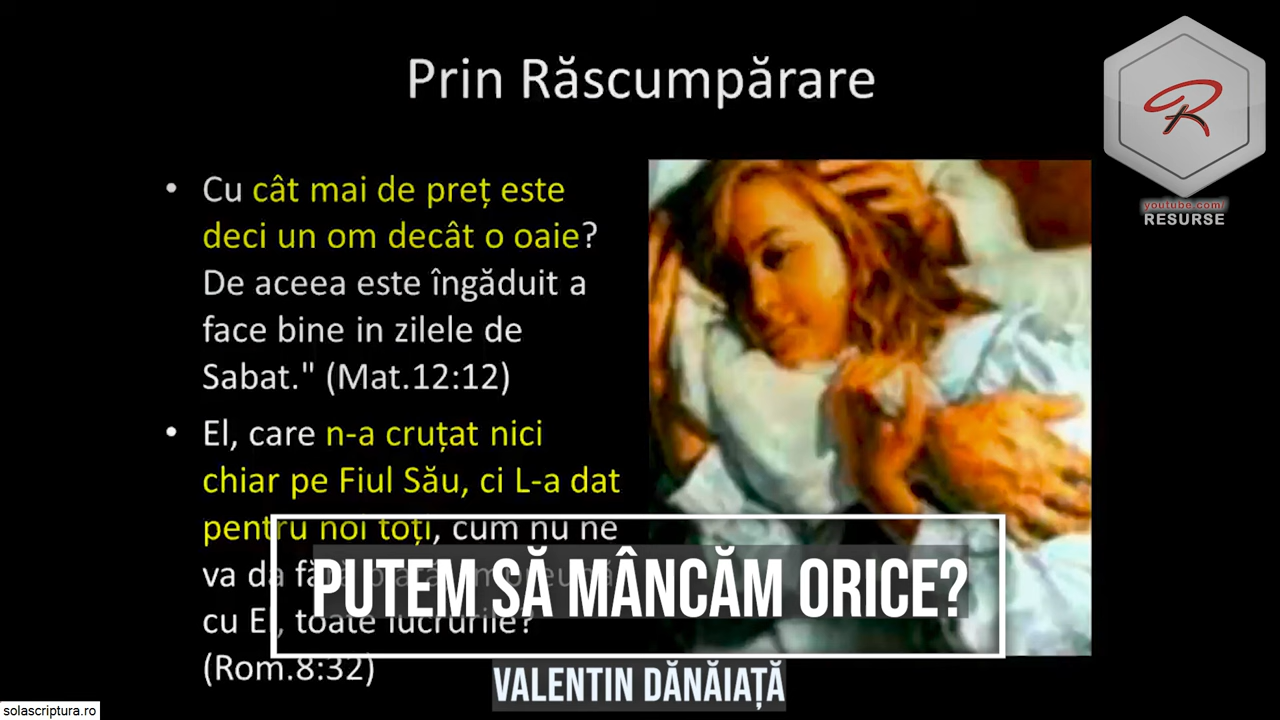 Prin Răscumpărare
R
youtube.com/
RESURSE
• Cu cât mai de preț este
deci un om decât o oaie?
De aceea este îngăduit a
face bine in zilele de
Sabat." (Mat.12:12)
• El, care n-a cruțat nici
chiar pe Fiul Său, ci L-a dat
pentru noi toți, cum nu ne
va da fără
cu El, toate lucrurile?
(Rom.8:32)
PUTEM SĂ MÂNCĂM ORICE?
VALENTIN DĂNĂIAȚĂ
solascriptura.ro